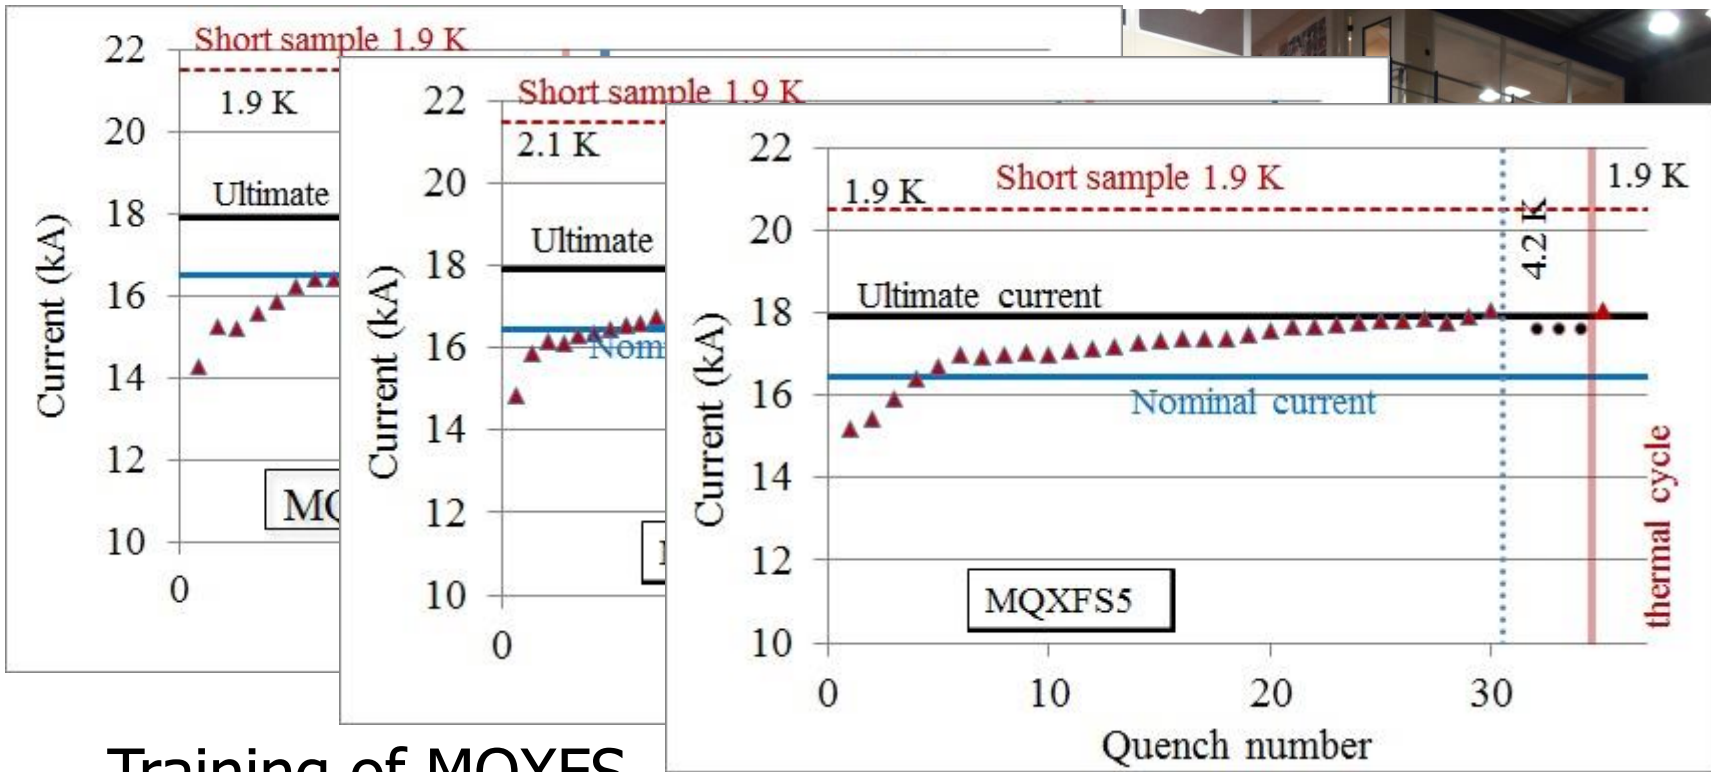 Short sample 1.9 K
22
1.9 K
20
Ultimate
18
16
14
12
10
0
Current (kA)
Short sample 1.9 K
22
2.1 K
20
Ultimate
18
16
14
12
10
0
Current (kA)
22
1.9 K
Short sample 1.9 K
1.9 K
20
4.2 K
Ultimate current
18
16
Nominal current
14
12
MQXFS5
10
0 10 20 30
Current (kA)
Quench number
thermal cycle
Training of MQXFS